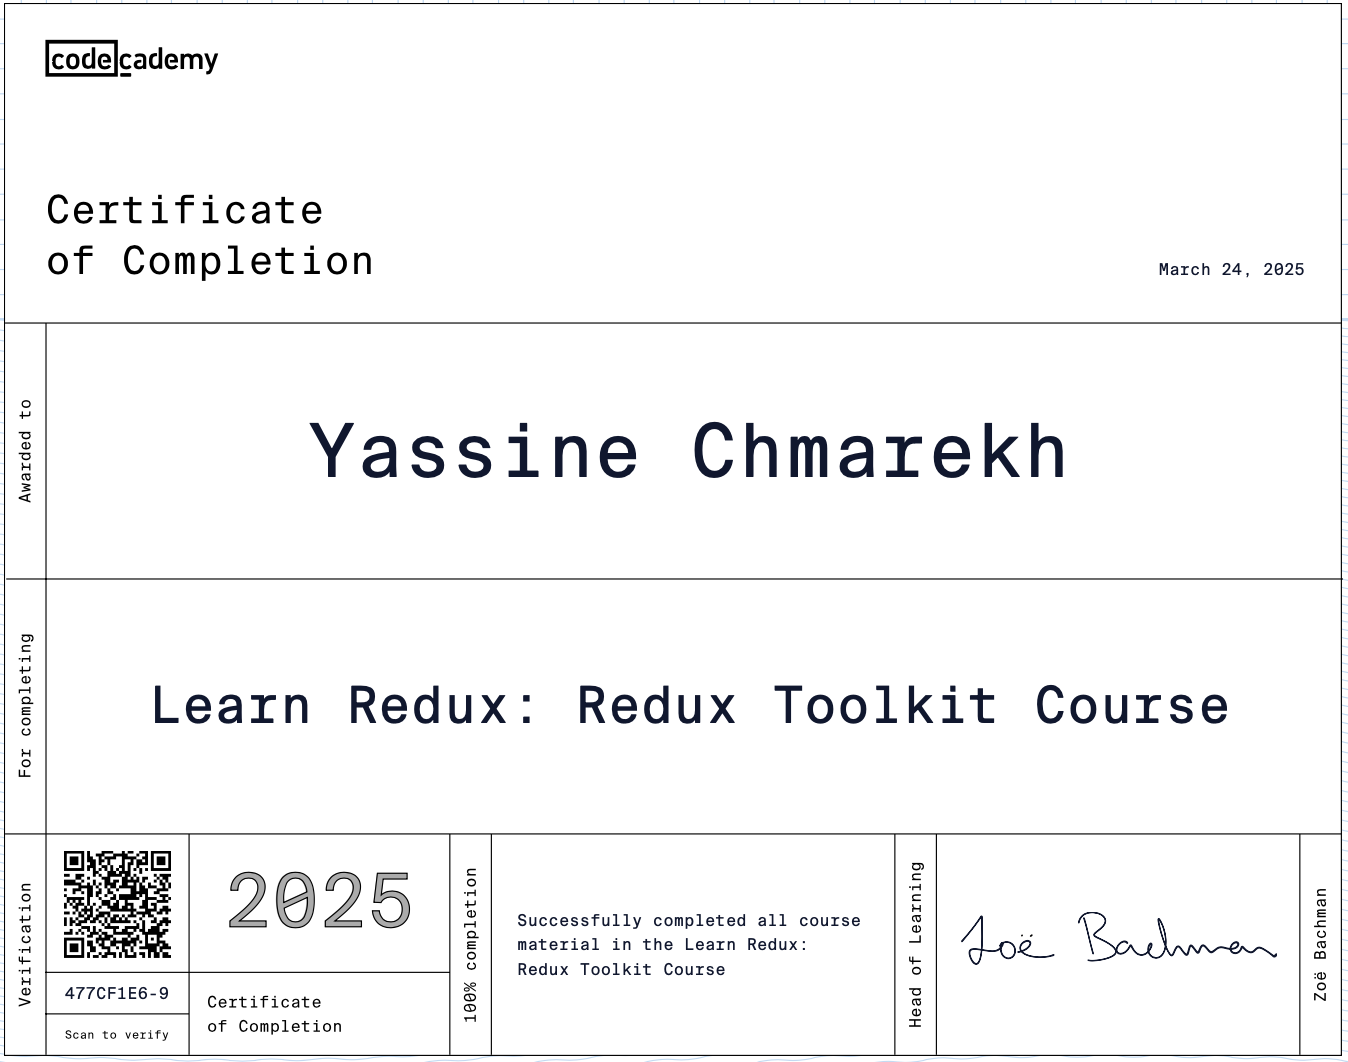 codecademy
Certificate
of Completion
March 24, 2025
Awarded to
Yassine Chmarekh
For completing
Learn Redux: Redux Toolkit Course
Verification
477CF1E6-9
Scan to verify
2025
Certificate
of Completion
100% completion
Successfully completed all course
material in the Learn Redux:
Redux Toolkit Course
Head of Learning
Zoë Bachman
Zoë Bachman